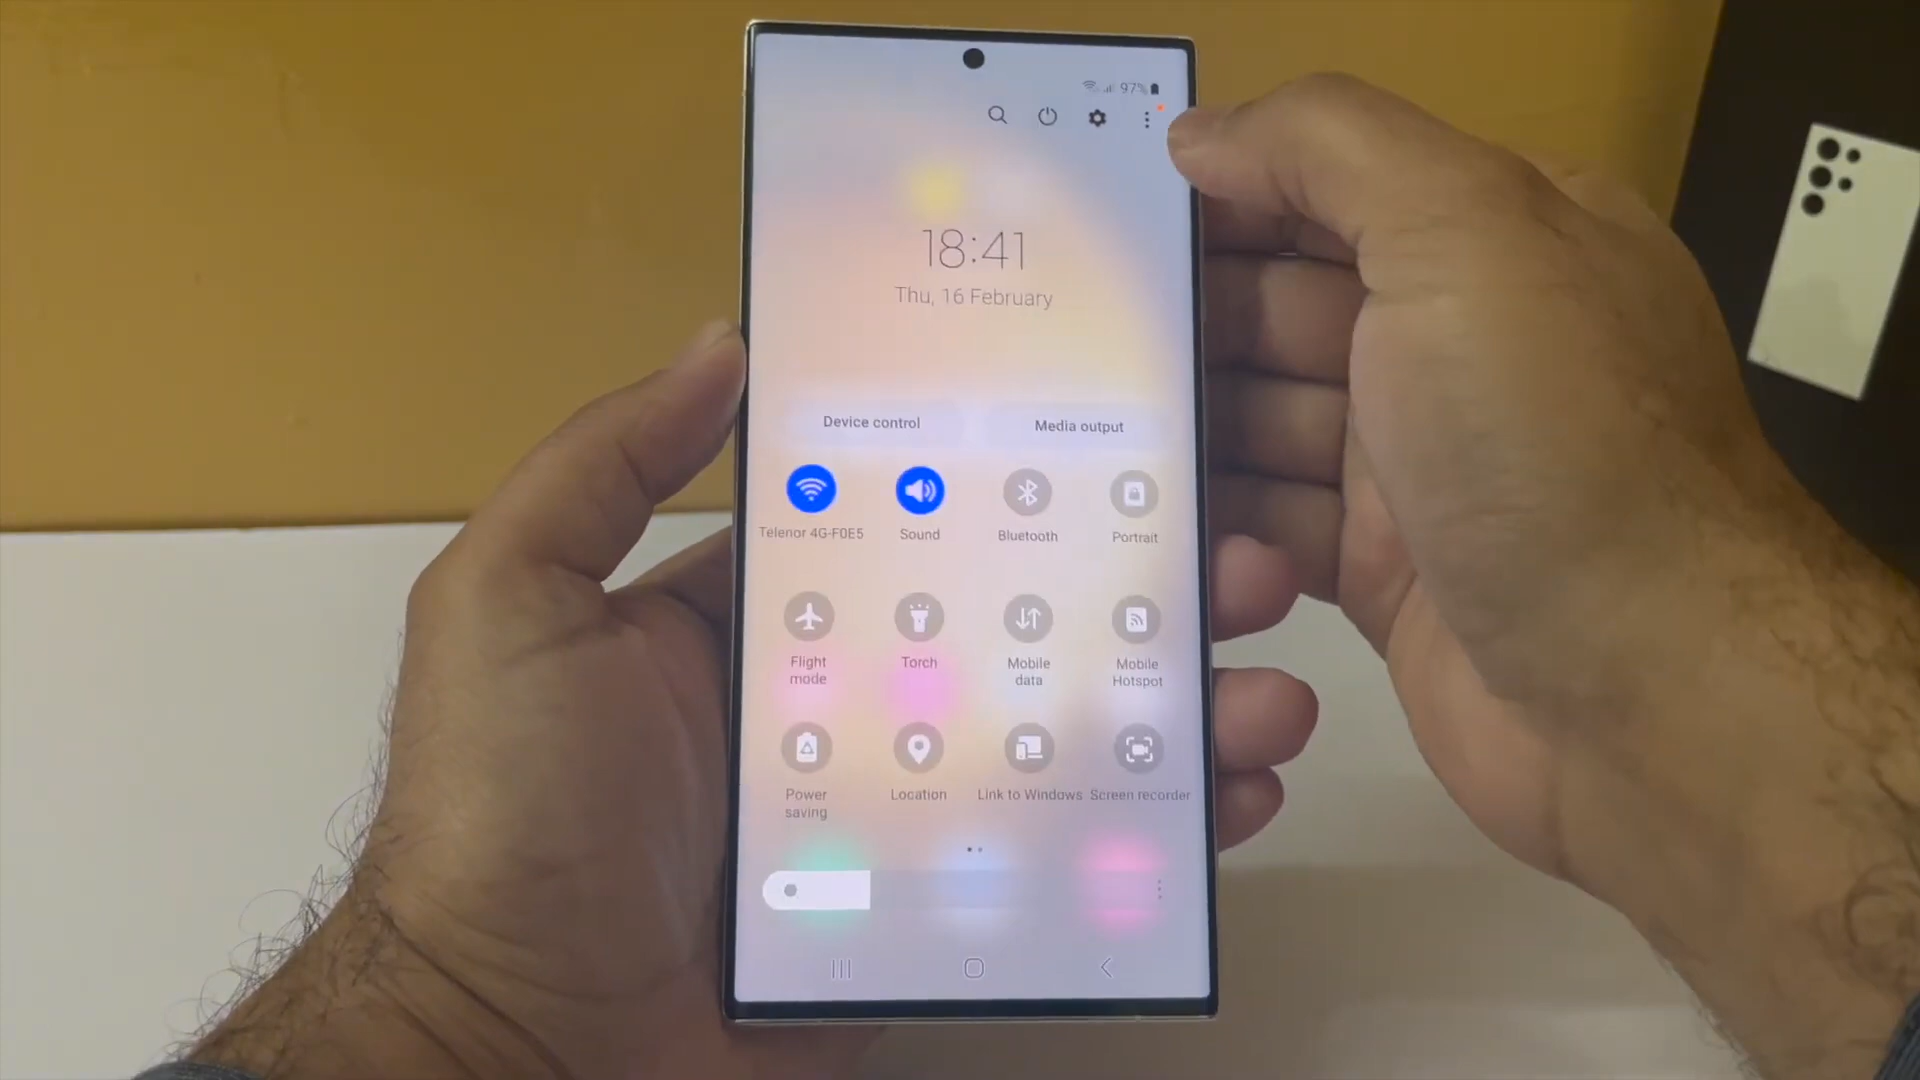 97%
18:41
Thu, 16 February
Device control Media output
Telenor 4G-F0E5 Sound Bluetooth Portrait
Flight mode Torch Mobile data Mobile Hotspot
Power saving Location Link to Windows Screen recorder